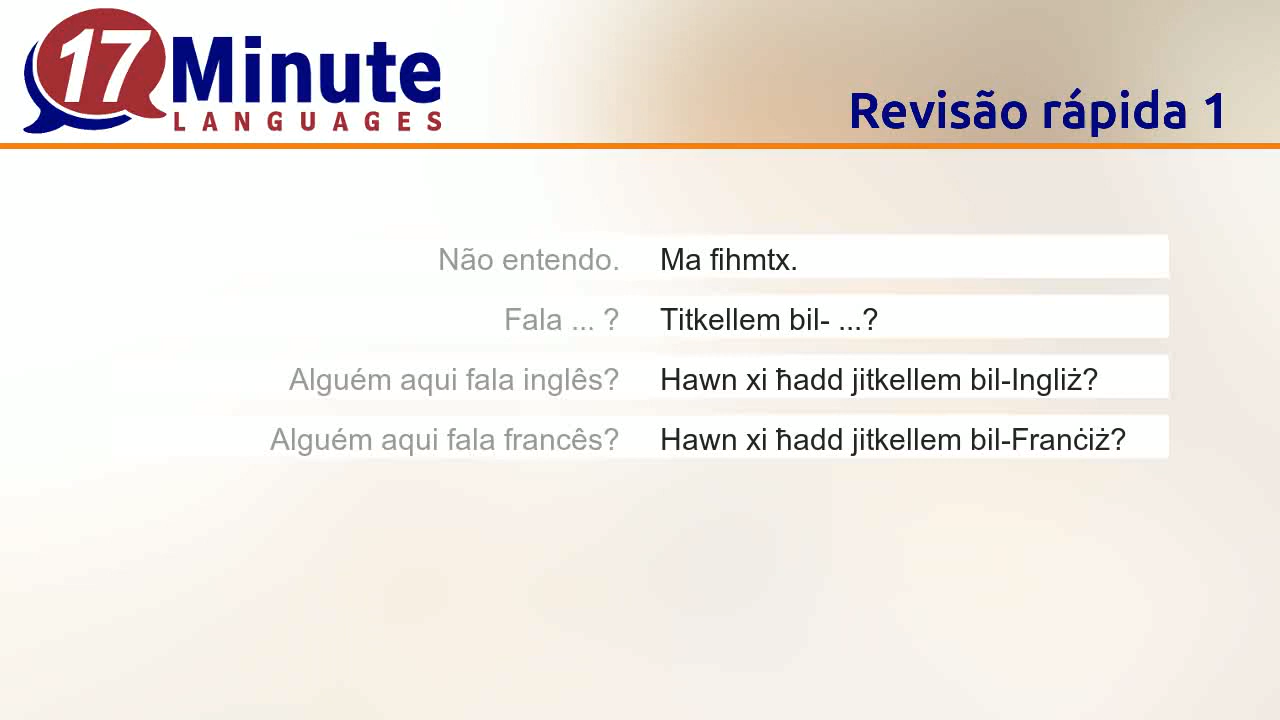 17 Minute
LANGUAGES
Revisão rápida 1
Não entendo. Ma fihmtx.
Fala ... ? Titkellem bil- ...?
Alguém aqui fala inglês? Hawn xi ħadd jitkellem bil-Ingliż?
Alguém aqui fala francês? Hawn xi ħadd jitkellem bil-Franċiż?